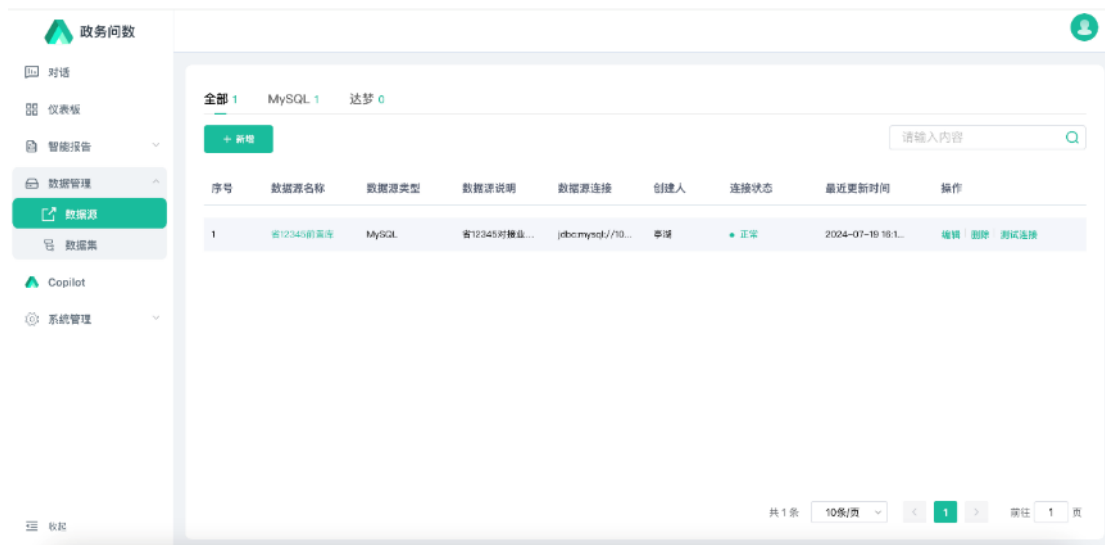 政务问数
对话
仪表板
智能报告
数据管理
数据源
数据集
Copilot
系统管理
收起
全部 1 MySQL 1 达梦 0
+ 新增
请输入内容
序号 数据源名称 数据源类型 数据源说明 数据源连接 创建人 连接状态 最近更新时间 操作
1 省12345前置库 MySQL 省12345对接业... jdbc:mysql://10... 正常 2024-07-19 16:1... 编辑 删除 测试连接
共 1 条 10条/页 1 前往 1 页